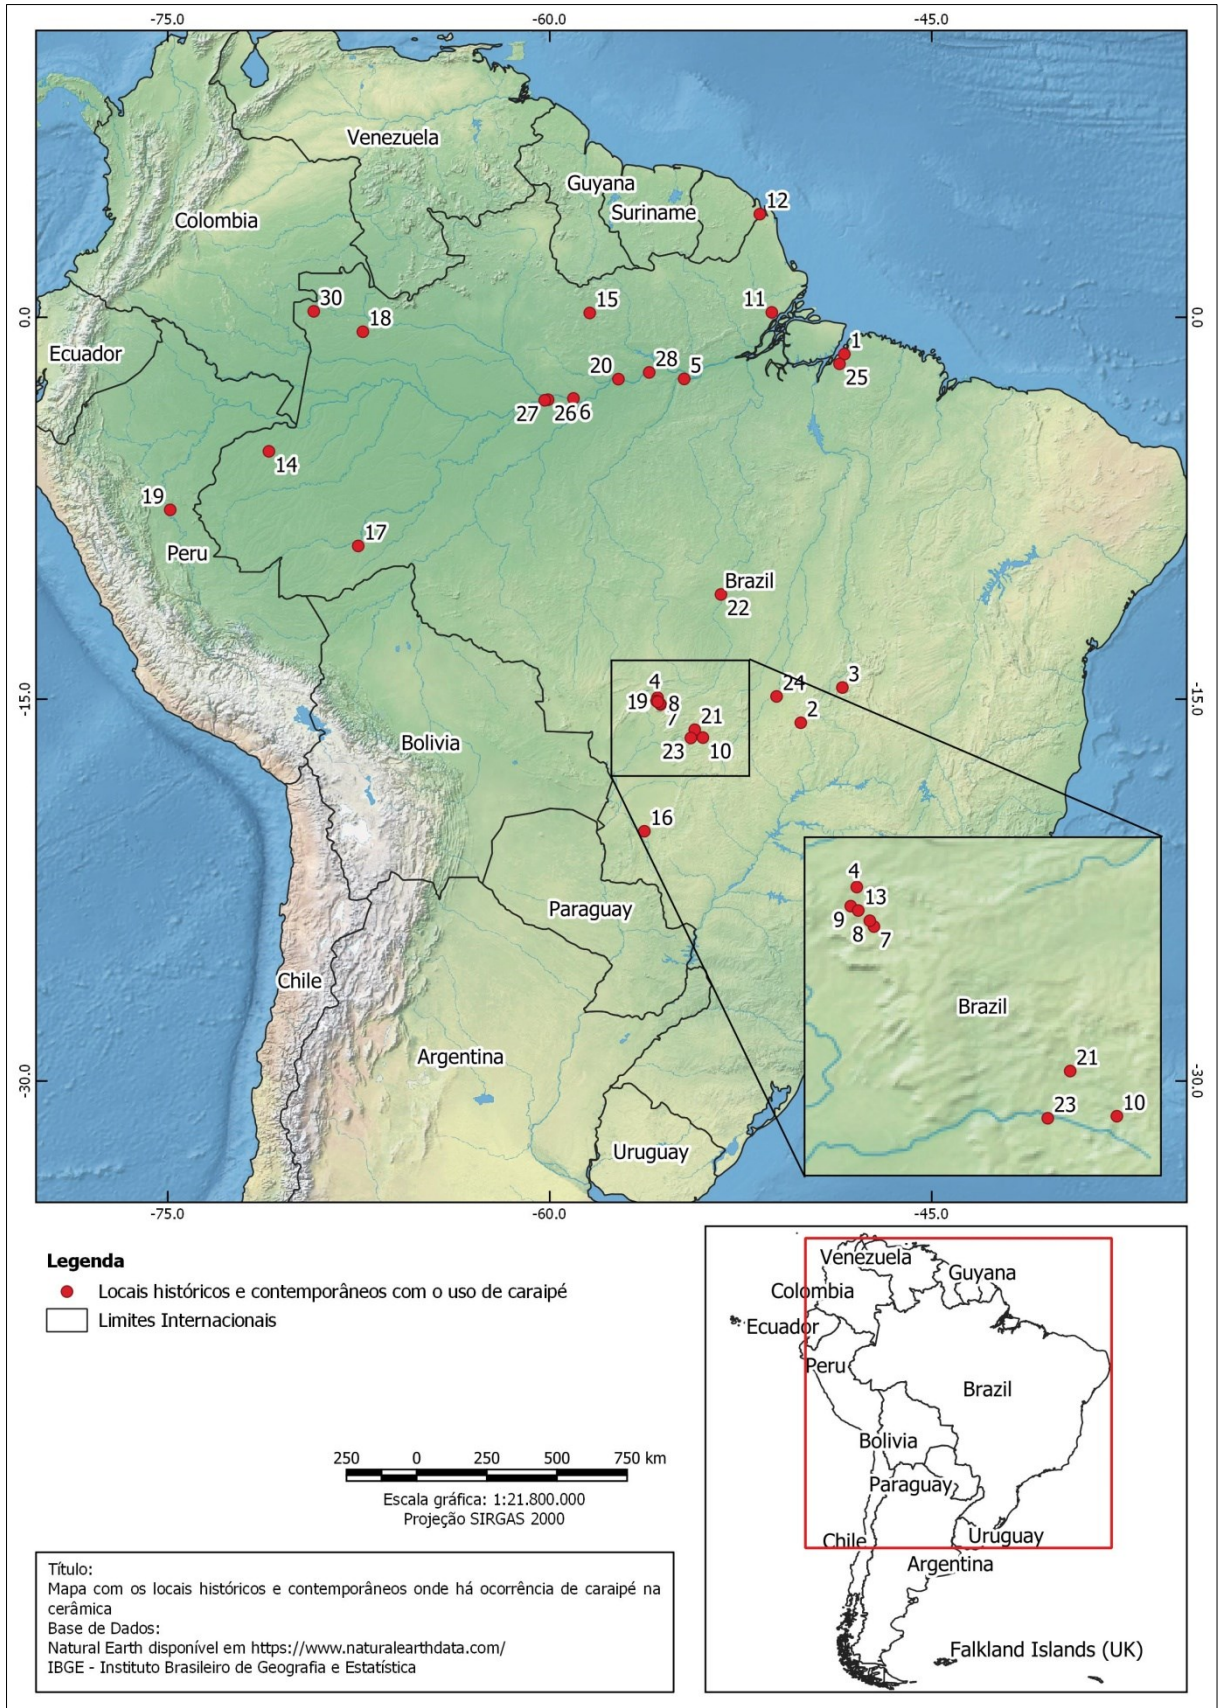 -75.0
-60.0
-45.0
Venezuela
Guyana
Suriname
12
Colombia
30
18
15
11
0.0
0.0
Ecuador
1
25
28
20
5
27
26
6
14
19
17
Peru
Brazil
22
3
4
24
-15.0
-15.0
19
8
7
21
2
23
10
Bolivia
16
4
13
9
8
7
Paraguay
Chile
Brazil
Argentina
21
-30.0
-30.0
23
10
Uruguay
-75.0
-60.0
-45.0
Legenda
Locais históricos e contemporâneos com o uso de caraipé
Limites Internacionais
250 0 250 500 750 km
Escala gráfica: 1:21.800.000
Projeção SIRGAS 2000
Título:
Mapa com os locais históricos e contemporâneos onde há ocorrência de caraipé na
cerâmica
Base de Dados:
Natural Earth disponível em https://www.naturalearthdata.com/
IBGE - Instituto Brasileiro de Geografia e Estatística
Venezuela
Guyana
Colombia
Ecuador
Peru
Brazil
Bolivia
Paraguay
Chile
Uruguay
Argentina
Falkland Islands (UK)